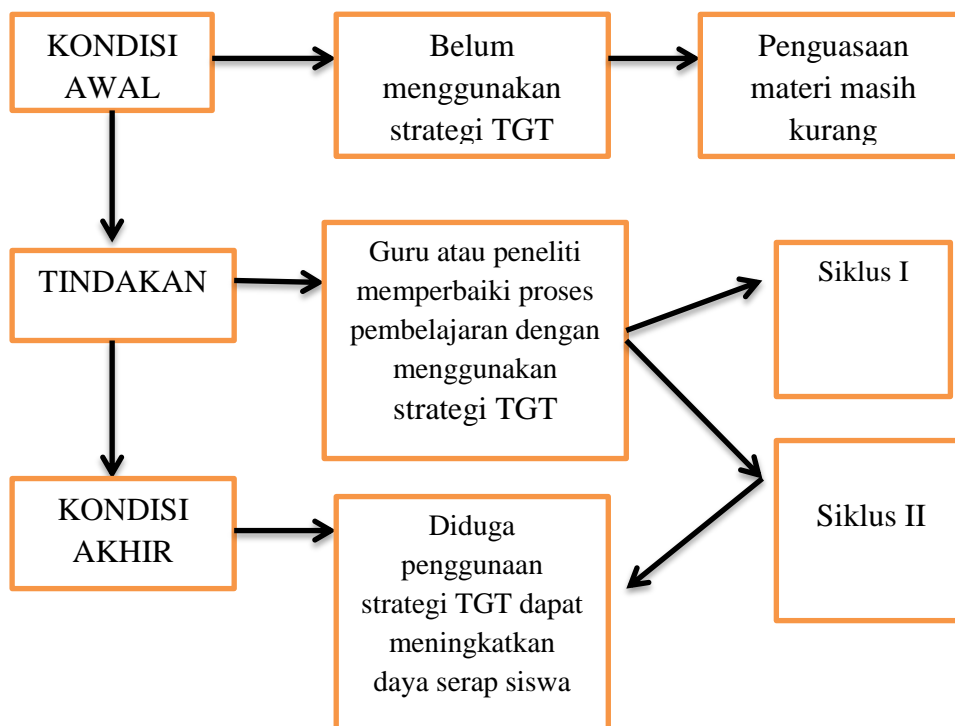 KONDISI
AWAL
Belum
menggunakan
strategi TGT
Penguasaan
materi masih
kurang
TINDAKAN
Guru atau peneliti
memperbaiki proses
pembelajaran dengan
menggunakan
strategi TGT
Siklus I
Siklus II
KONDISI
AKHIR
Diduga
penggunaan
strategi TGT dapat
meningkatkan
daya serap siswa